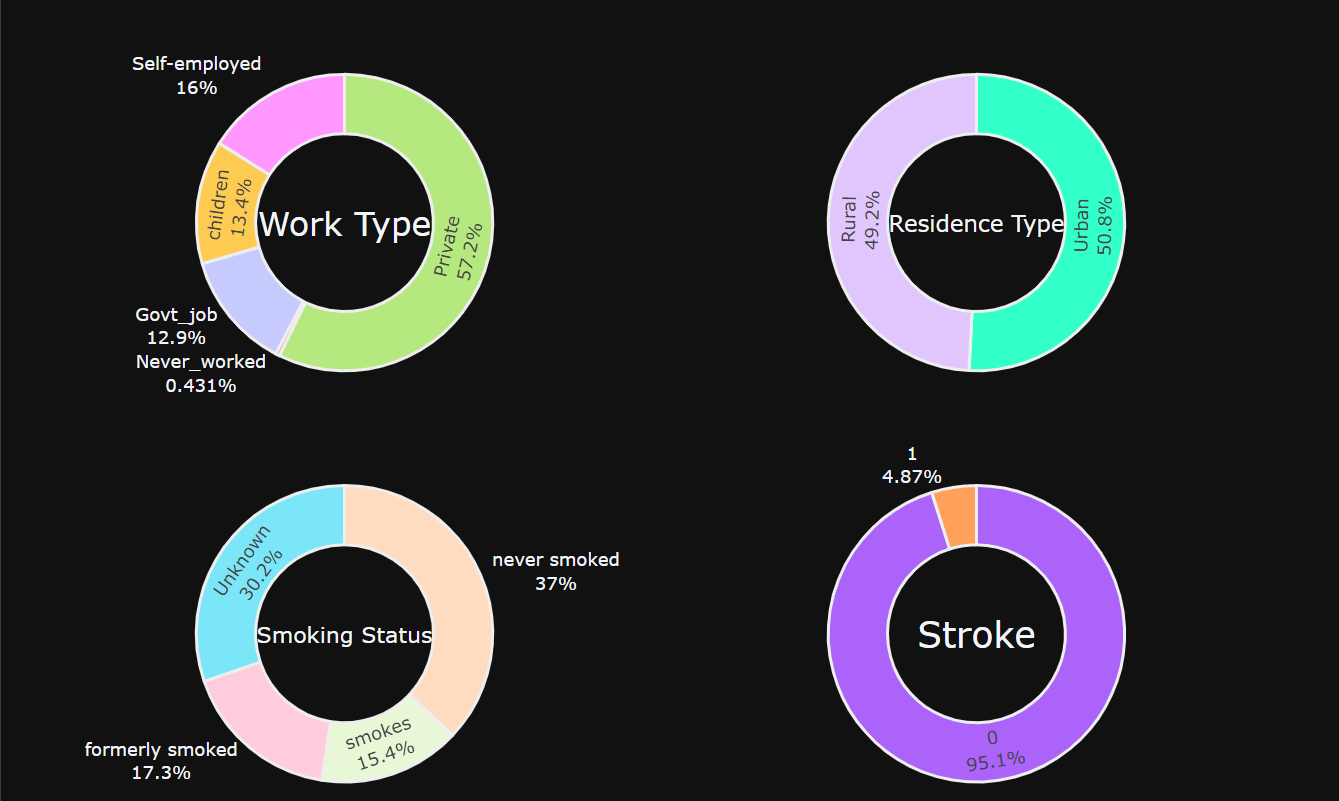 Self-employed
16%
children
13.4%
Work Type
Private
57.2%
Govt_job
12.9%
Never_worked
0.431%
Rural
49.2%
Residence Type
Urban
50.8%
Unknown
30.2%
never smoked
37%
Smoking Status
smokes
15.4%
formerly smoked
17.3%
1
4.87%
Stroke
0
95.1%